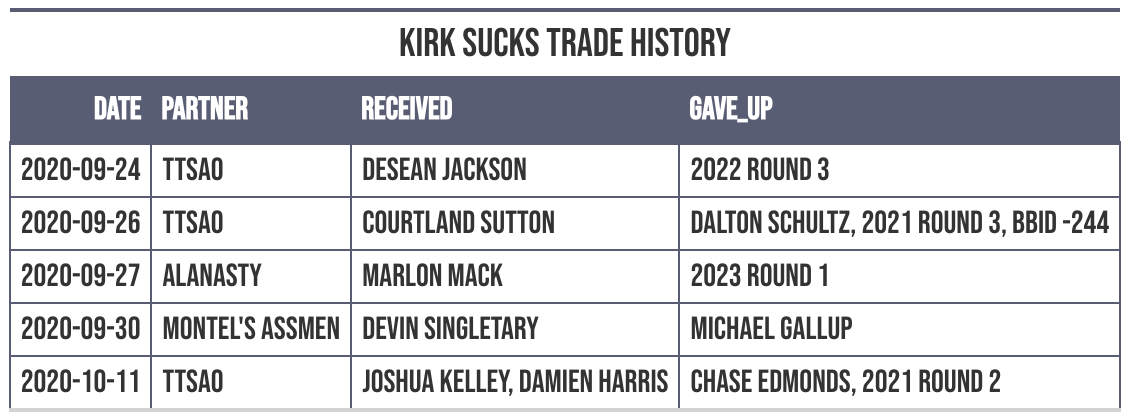 KIRK SUCKS TRADE HISTORY
DATE PARTNER RECEIVED GAVE_UP
2020-09-24 TTSAO DESEAN JACKSON 2022 ROUND 3
2020-09-26 TTSAO COURTLAND SUTTON DALTON SCHULTZ, 2021 ROUND 3, BBID -244
2020-09-27 ALANASTY MARLON MACK 2023 ROUND 1
2020-09-30 MONTEL'S ASSMEN DEVIN SINGLETARY MICHAEL GALLUP
2020-10-11 TTSAO JOSHUA KELLEY, DAMIEN HARRIS CHASE EDMONDS, 2021 ROUND 2